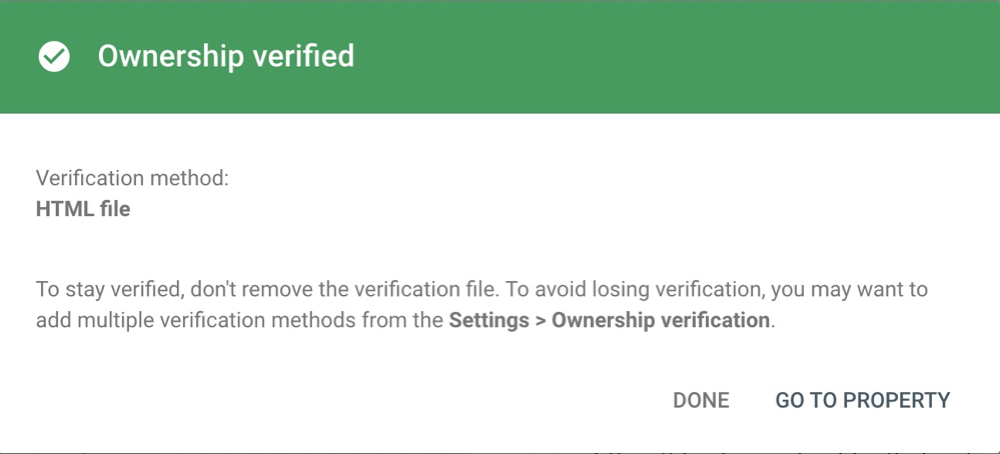 Ownership verified
Verification method:
HTML file
To stay verified, don't remove the verification file. To avoid losing verification, you may want to
add multiple verification methods from the Settings > Ownership verification.
DONE GO TO PROPERTY